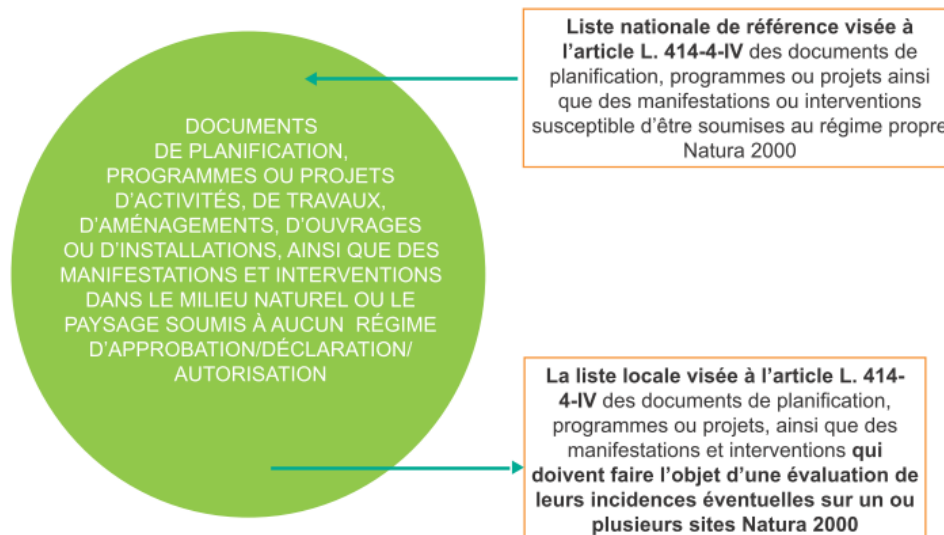 Liste nationale de référence visée à
l'article L. 414-4-IV des documents de
planification, programmes ou projets ainsi
que des manifestations ou interventions
susceptible d'être soumises au régime propre
Natura 2000
DOCUMENTS
DE PLANIFICATION,
PROGRAMMES OU PROJETS
D'ACTIVITÉS, DE TRAVAUX,
D'AMÉNAGEMENTS, D'OUVRAGES
OU D'INSTALLATIONS, AINSI QUE DES
MANIFESTATIONS ET INTERVENTIONS
DANS LE MILIEU NATUREL OU LE
PAYSAGE SOUMIS À AUCUN RÉGIME
D'APPROBATION/DÉCLARATION/
AUTORISATION
La liste locale visée à l'article L. 414-
4-IV des documents de planification,
programmes ou projets, ainsi que des
manifestations et interventions qui
doivent faire l'objet d'une évaluation de
leurs incidences éventuelles sur un ou
plusieurs sites Natura 2000